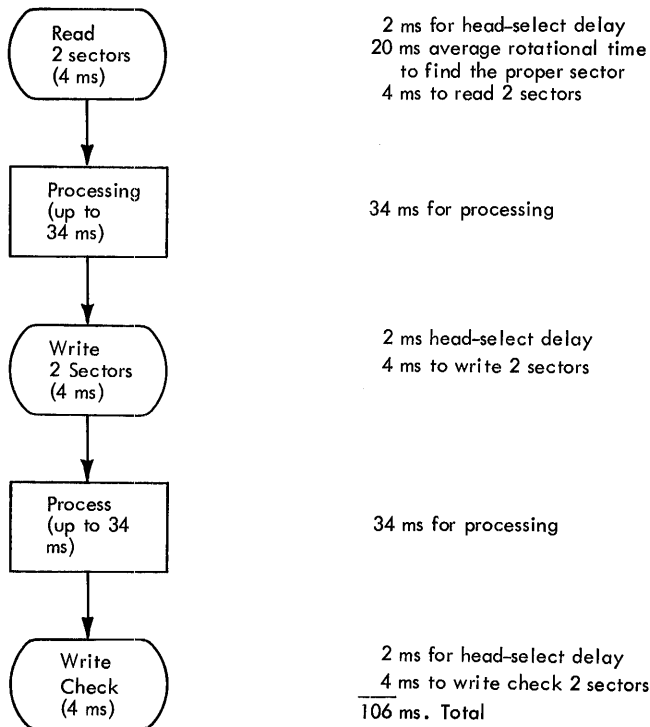 Read
2 sectors
(4 ms)
2 ms for head-select delay
20 ms average rotational time
to find the proper sector
4 ms to read 2 sectors
Processing
(up to
34 ms)
34 ms for processing
Write
2 Sectors
(4 ms)
2 ms head-select delay
4 ms to write 2 sectors
Process
(up to 34
ms)
34 ms for processing
Write
Check
(4 ms)
2 ms for head-select delay
4 ms to write check 2 sectors
106 ms. Total